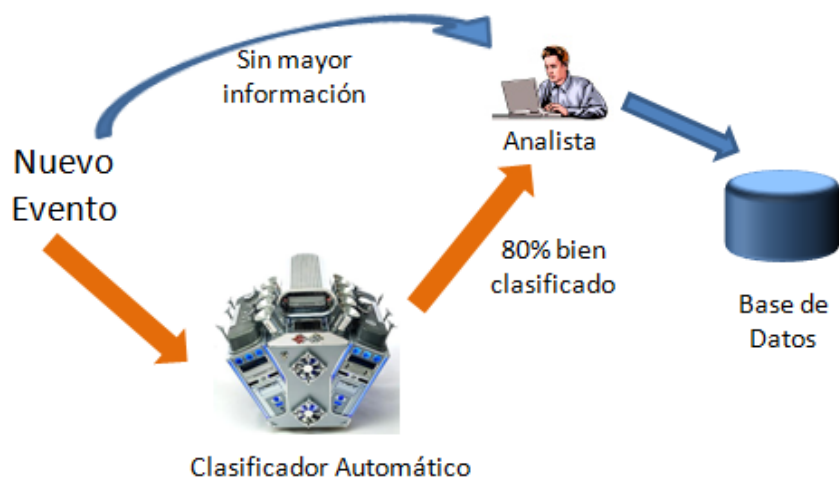 Sin mayor
información
Analista
Nuevo
Evento
80% bien
clasificado
Base de
Datos
Clasificador Automático